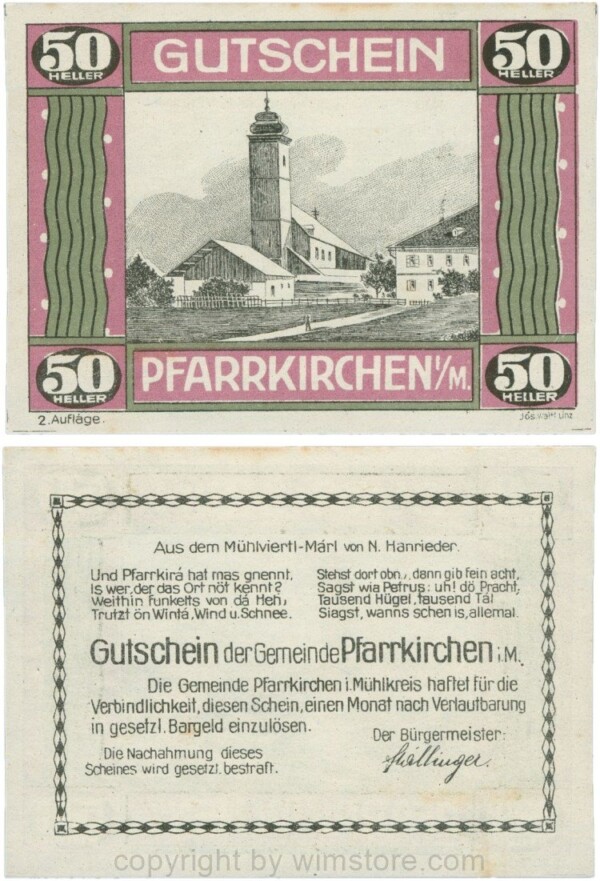 50 HELLER
GUTSCHEIN
50 HELLER
50 HELLER
PFARRKIRCHEN i/M.
50 HELLER
2. Auflage.
Linz
Aus dem Mühlviertl-Márl von N. Hanrieder.
Und Pfarrkirá hat mas gnennt,
Is wer, der das Ort nöt kennt?
Weithin funkelts von dá Heh,
Trutzt ön Wintá, Wind u. Schnee.
Stehst dort obn, dann gib fein acht,
Sagst wia Petrus: uh! dö Pracht,
Tausend Hügel, tausend Tál
Siagst, wanns schen is, allemal.
Gutschein der Gemeinde Pfarrkirchen i. M.
Die Gemeinde Pfarrkirchen i. Mühlkreis haftet für die
Verbindlichkeit, diesen Schein, einen Monat nach Verlautbarung
in gesetzl. Bargeld einzulösen.
Der Bürgermeister:
Die Nachahmung dieses
Scheines wird gesetzl. bestraft.
copyright by wimstore.com